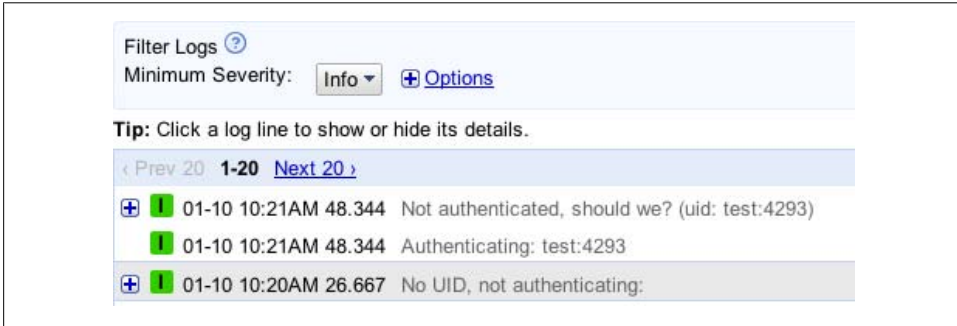 Filter Logs ?
Minimum Severity: Info Options
Tip: Click a log line to show or hide its details.
‹ Prev 20 1-20 Next 20 ›
I 01-10 10:21AM 48.344 Not authenticated, should we? (uid: test:4293)
I 01-10 10:21AM 48.344 Authenticating: test:4293
I 01-10 10:20AM 26.667 No UID, not authenticating: